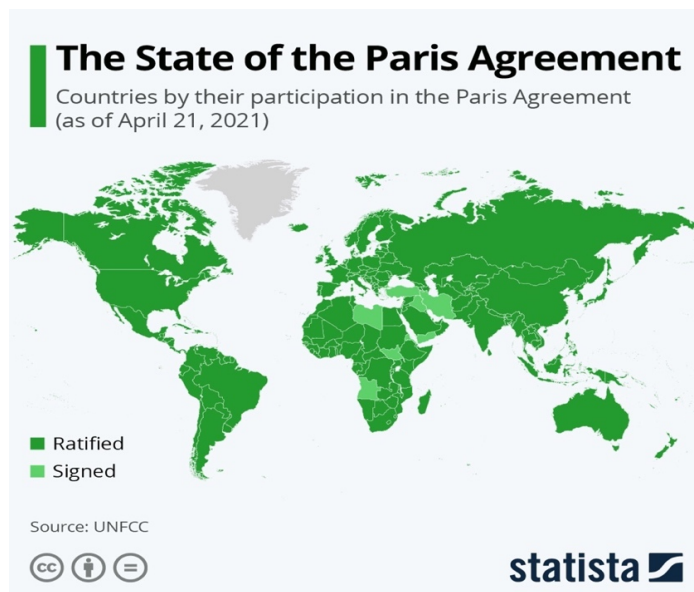 The State of the Paris Agreement
Countries by their participation in the Paris Agreement
(as of April 21, 2021)
Ratified
Signed
Source: UNFCC
cc
statista